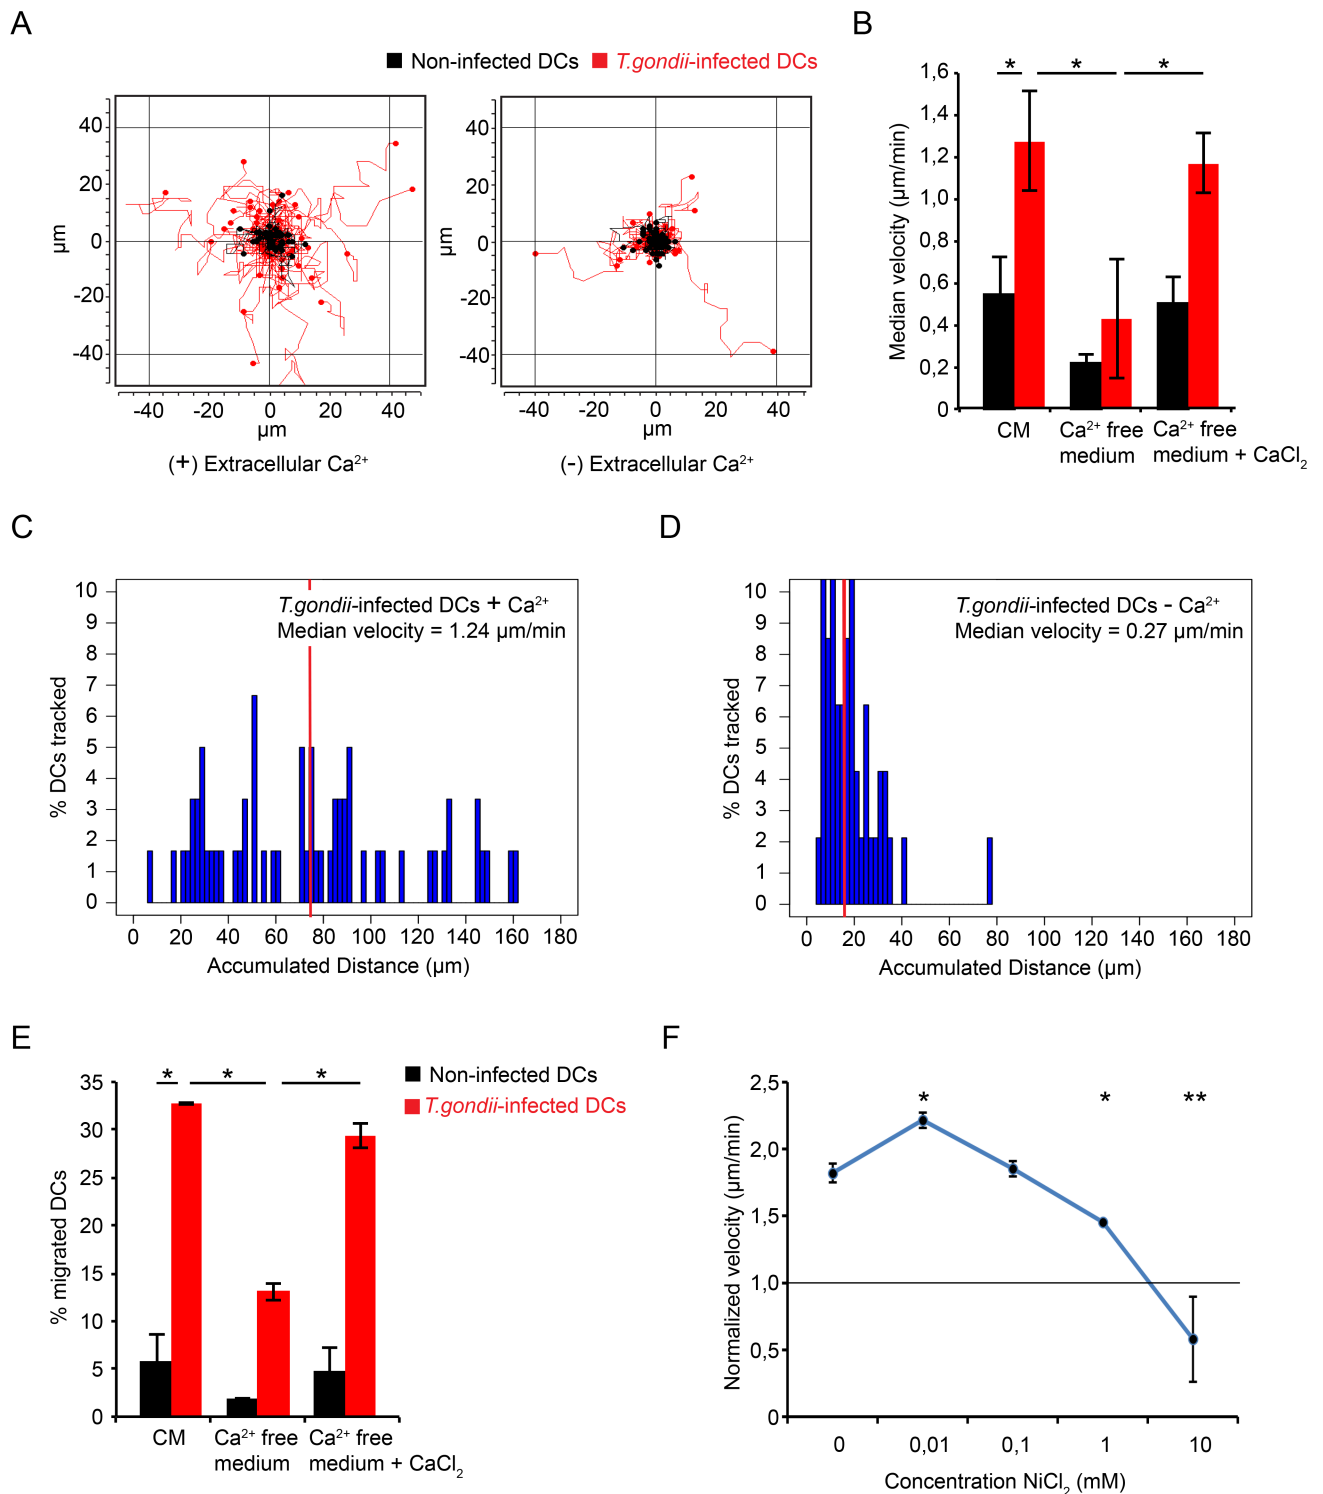 A
Non-infected DCs
T.gondii-infected DCs
40
20
0
-20
-40
µm
-40 -20 0 20 40
µm
(+) Extracellular Ca²⁺
40
20
0
-20
-40
µm
-40 -20 0 20 40
µm
(-) Extracellular Ca²⁺
B
* * *
1,6
1,4
1,2
1,0
0,8
0,6
0,4
0,2
0
Median velocity (µm/min)
CM
Ca²⁺ free
medium
Ca²⁺ free
medium + CaCl₂
C
T.gondii-infected DCs + Ca²⁺
Median velocity = 1.24 µm/min
10
9
8
7
6
5
4
3
2
1
0
% DCs tracked
0 20 40 60 80 100 120 140 160 180
Accumulated Distance (µm)
D
T.gondii-infected DCs - Ca²⁺
Median velocity = 0.27 µm/min
10
9
8
7
6
5
4
3
2
1
0
% DCs tracked
0 20 40 60 80 100 120 140 160 180
Accumulated Distance (µm)
E
Non-infected DCs
T.gondii-infected DCs
* * *
35
30
25
20
15
10
5
0
% migrated DCs
CM
Ca²⁺ free
medium
Ca²⁺ free
medium + CaCl₂
F
* * **
2,5
2,0
1,5
1,0
0,5
0
Normalized velocity (µm/min)
0 0,01 0,1 1 10
Concentration NiCl₂ (mM)